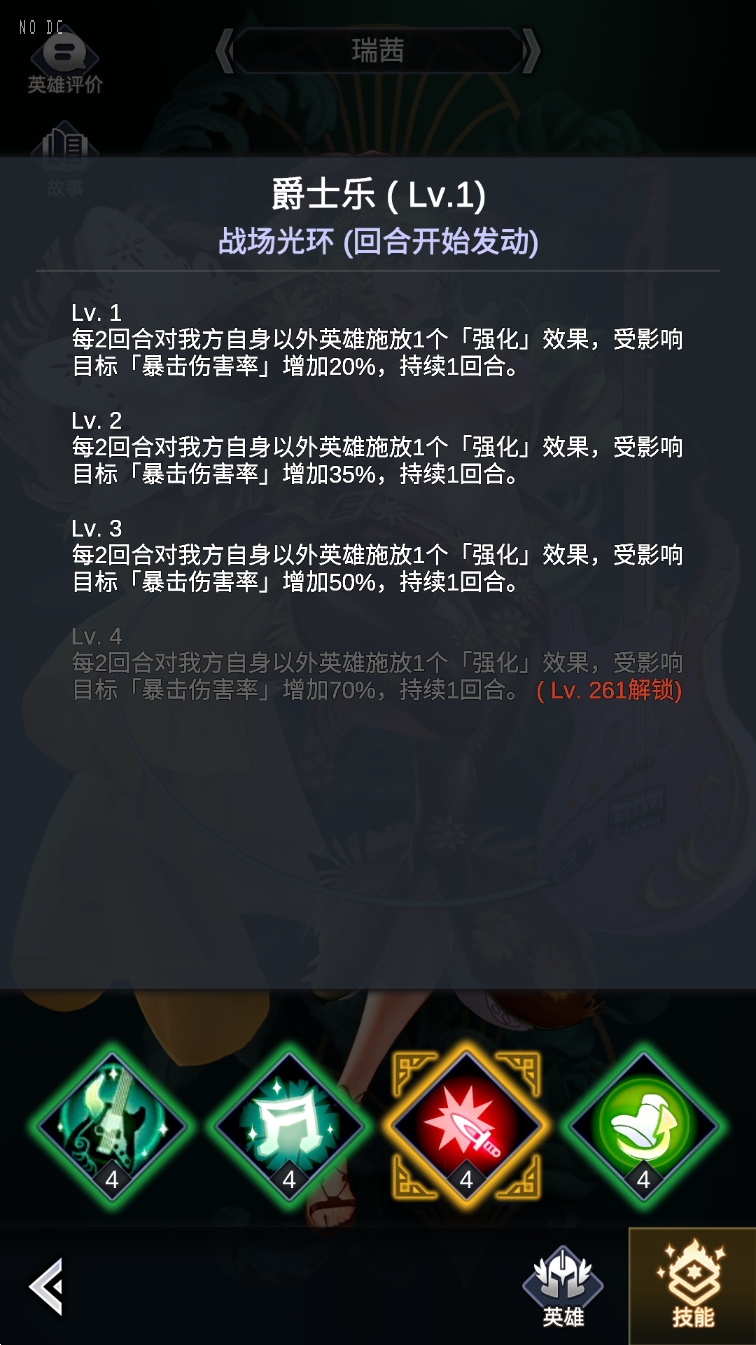 NO DC
瑞茜
英雄评价
故事
爵士乐 ( Lv.1)
战场光环 (回合开始发动)
Lv. 1
每2回合对我方自身以外英雄施放1个「强化」效果，受影响
目标「暴击伤害率」增加20%，持续1回合。
Lv. 2
每2回合对我方自身以外英雄施放1个「强化」效果，受影响
目标「暴击伤害率」增加35%，持续1回合。
Lv. 3
每2回合对我方自身以外英雄施放1个「强化」效果，受影响
目标「暴击伤害率」增加50%，持续1回合。
Lv. 4
每2回合对我方自身以外英雄施放1个「强化」效果，受影响
目标「暴击伤害率」增加70%，持续1回合。 ( Lv. 261解锁)
4 4 4 4
英雄 技能